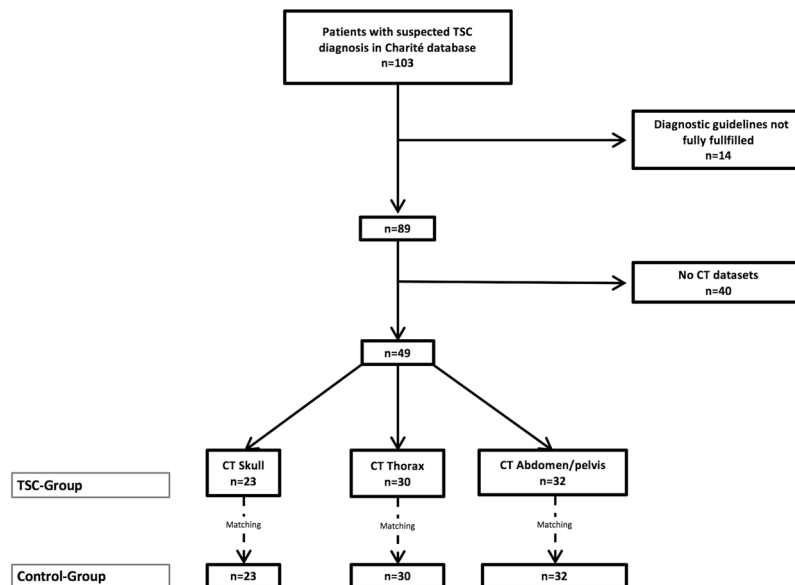 Patients with suspected TSC
diagnosis in Charité database
n=103
Diagnostic guidelines not
fully fullfilled
n=14
n=89
No CT datasets
n=40
n=49
CT Skull
n=23
CT Thorax
n=30
CT Abdomen/pelvis
n=32
TSC-Group
Matching
Matching
Matching
Control-Group
n=23
n=30
n=32